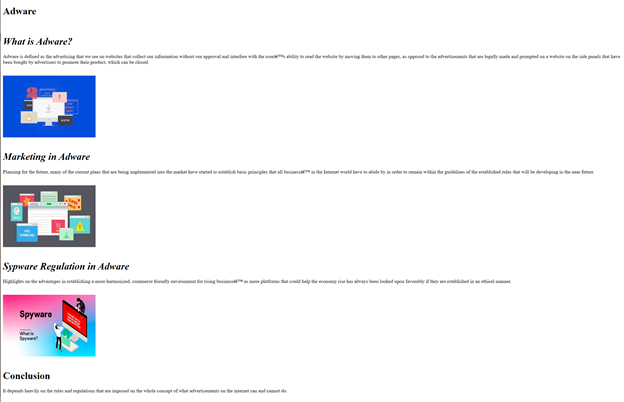 Adware
What is Adware?
Adware is defined as the advertising that we see on websites that collect our information without our approval and interfere with the userâ€™s ability to read the website by moving them to other pages, as opposed to the advertisements that are legally made and prompted on a website on the side panels that have
been bought by advertisers to promote their product, which can be closed.
Marketing in Adware
Planning for the future, many of the current plans that are being implemented into the market have started to establish basic principles that all businessâ€™ in the Internet world have to abide by in order to remain within the guidelines of the established rules that will be developing in the near future.
Sypware Regulation in Adware
Highlights on the advantages in establishing a more harmonized, commerce friendly environment for rising businessâ€™ as more platforms that could help the economy rise has always been looked upon favorably if they are established in an ethical manner.
Spyware
What is
Spyware?
Conclusion
It depends heavily on the rules and regulations that are imposed on the whole concept of what advertisements on the internet can and cannot do.